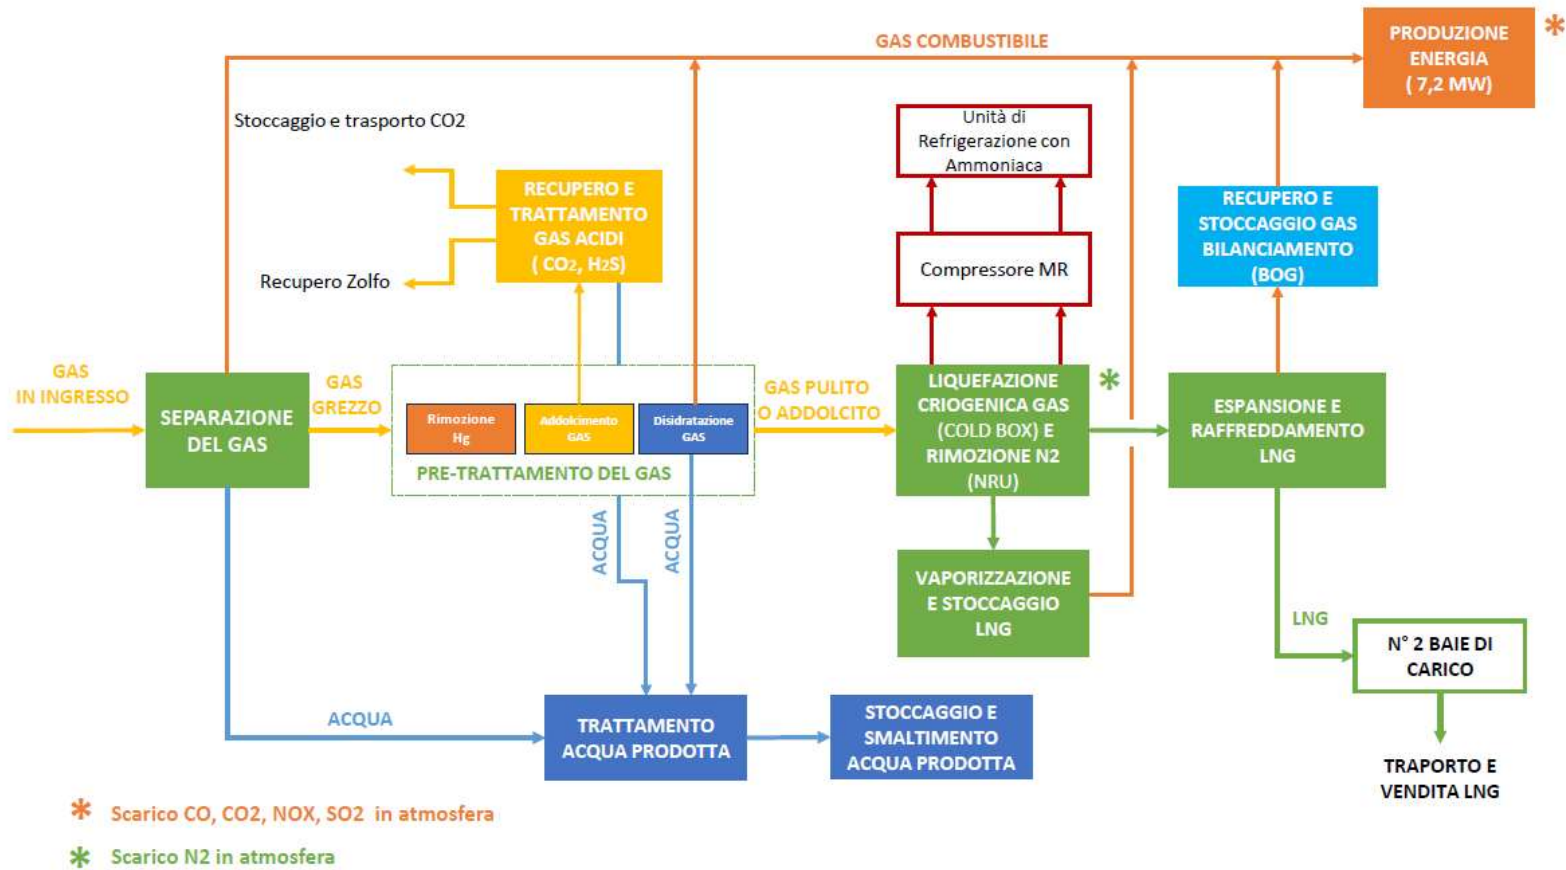 GAS COMBUSTIBILE
PRODUZIONE
ENERGIA
( 7,2 MW)
*
Stoccaggio e trasporto CO2
Unità di
Refrigerazione con
Ammoniaca
RECUPERO E
TRATTAMENTO
GAS ACIDI
( CO2, H2S)
RECUPERO E
STOCCAGGIO GAS
BILANCIAMENTO
(BOG)
Recupero Zolfo
Compressore MR
GAS
IN INGRESSO
SEPARAZIONE
DEL GAS
GAS
GREZZO
Rimozione
Hg
Addolcimento
GAS
Disidratazione
GAS
PRE-TRATTAMENTO DEL GAS
GAS PULITO
O ADDOLCITO
LIQUEFAZIONE
CRIOGENICA GAS
(COLD BOX) E
RIMOZIONE N2
(NRU)
*
ESPANSIONE E
RAFFREDDAMENTO
LNG
ACQUA
ACQUA
VAPORIZZAZIONE
E STOCCAGGIO
LNG
LNG
N° 2 BAIE DI
CARICO
ACQUA
TRATTAMENTO
ACQUA PRODOTTA
STOCCAGGIO E
SMALTIMENTO
ACQUA PRODOTTA
TRAPORTO E
VENDITA LNG
* Scarico CO, CO2, NOX, SO2 in atmosfera
* Scarico N2 in atmosfera